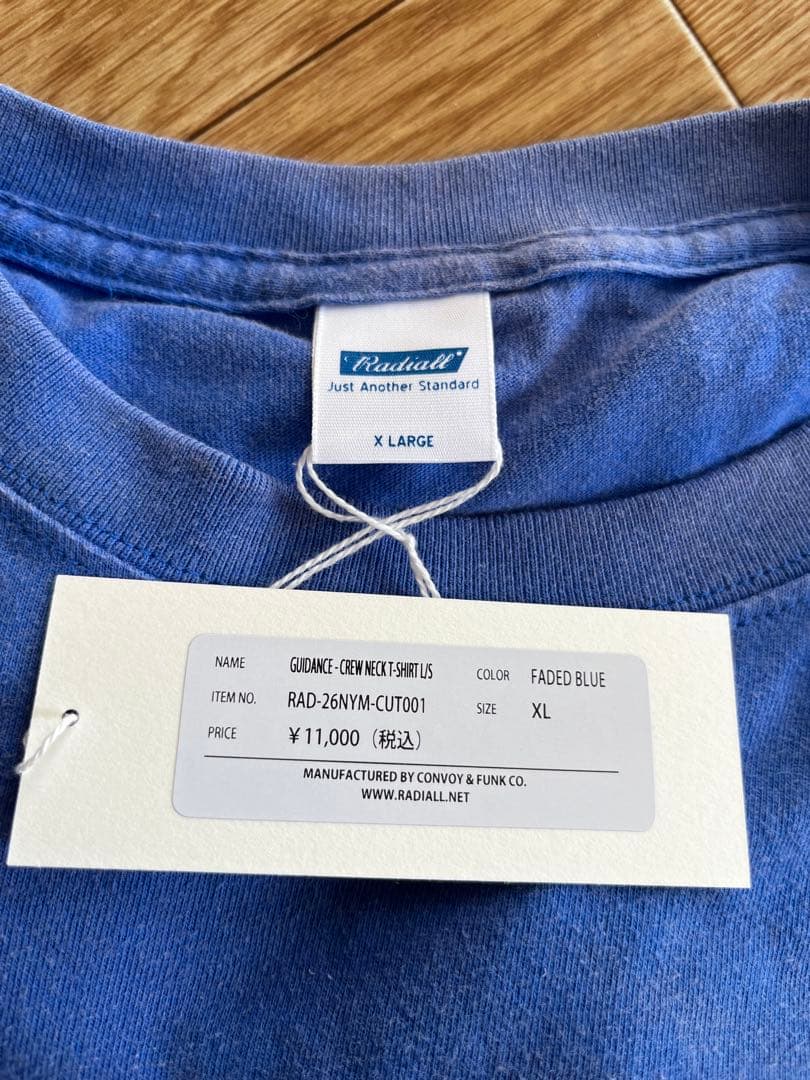 Radiall
Just Another Standard
X LARGE
NAME GUIDANCE - CREW NECK T-SHIRT L/S COLOR FADED BLUE
ITEM NO. RAD-26NYM-CUT001 SIZE XL
PRICE ¥11,000（税込）
MANUFACTURED BY CONVOY & FUNK CO.
WWW.RADIALL.NET